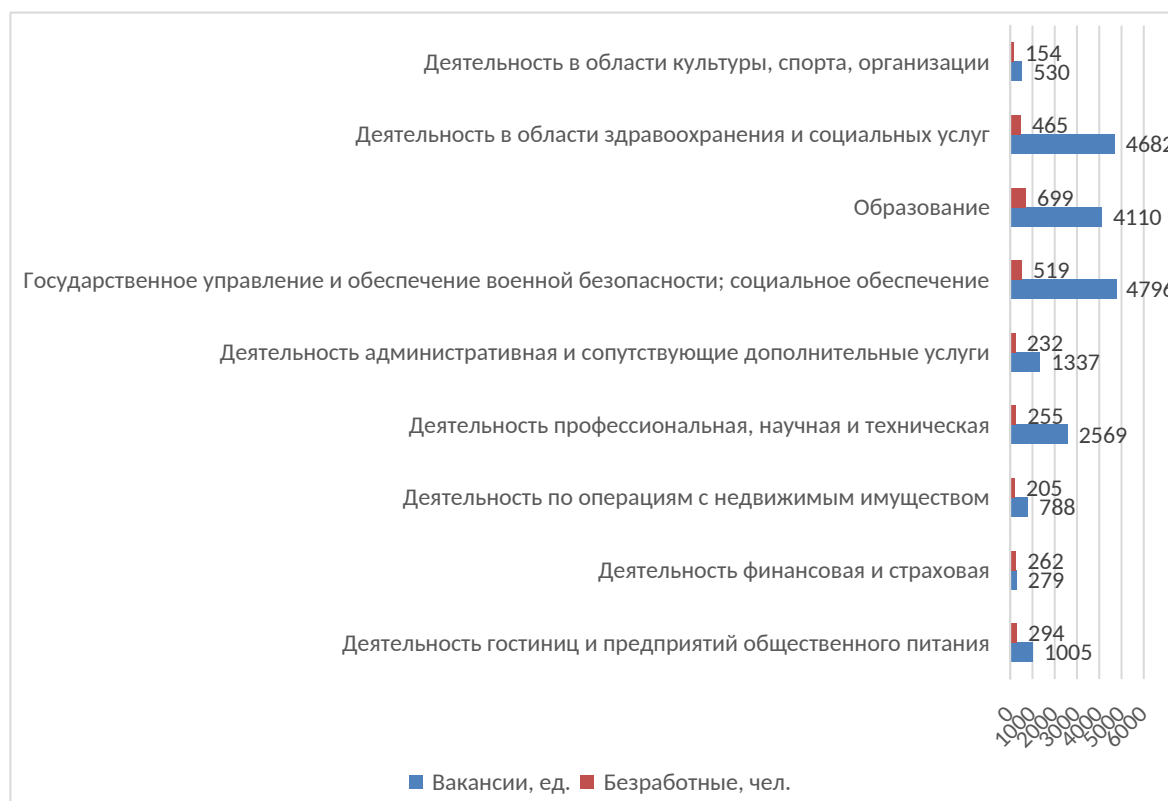 Деятельность в области культуры, спорта, организации
154
530
Деятельность в области здравоохранения и социальных услуг
465
4682
Образование
699
4110
Государственное управление и обеспечение военной безопасности; социальное обеспечение
519
4796
Деятельность административная и сопутствующие дополнительные услуги
232
1337
Деятельность профессиональная, научная и техническая
255
2569
Деятельность по операциям с недвижимым имуществом
205
788
Деятельность финансовая и страховая
262
279
Деятельность гостиниц и предприятий общественного питания
294
1005
0
1000
2000
3000
4000
5000
6000
Вакансии, ед. Безработные, чел.